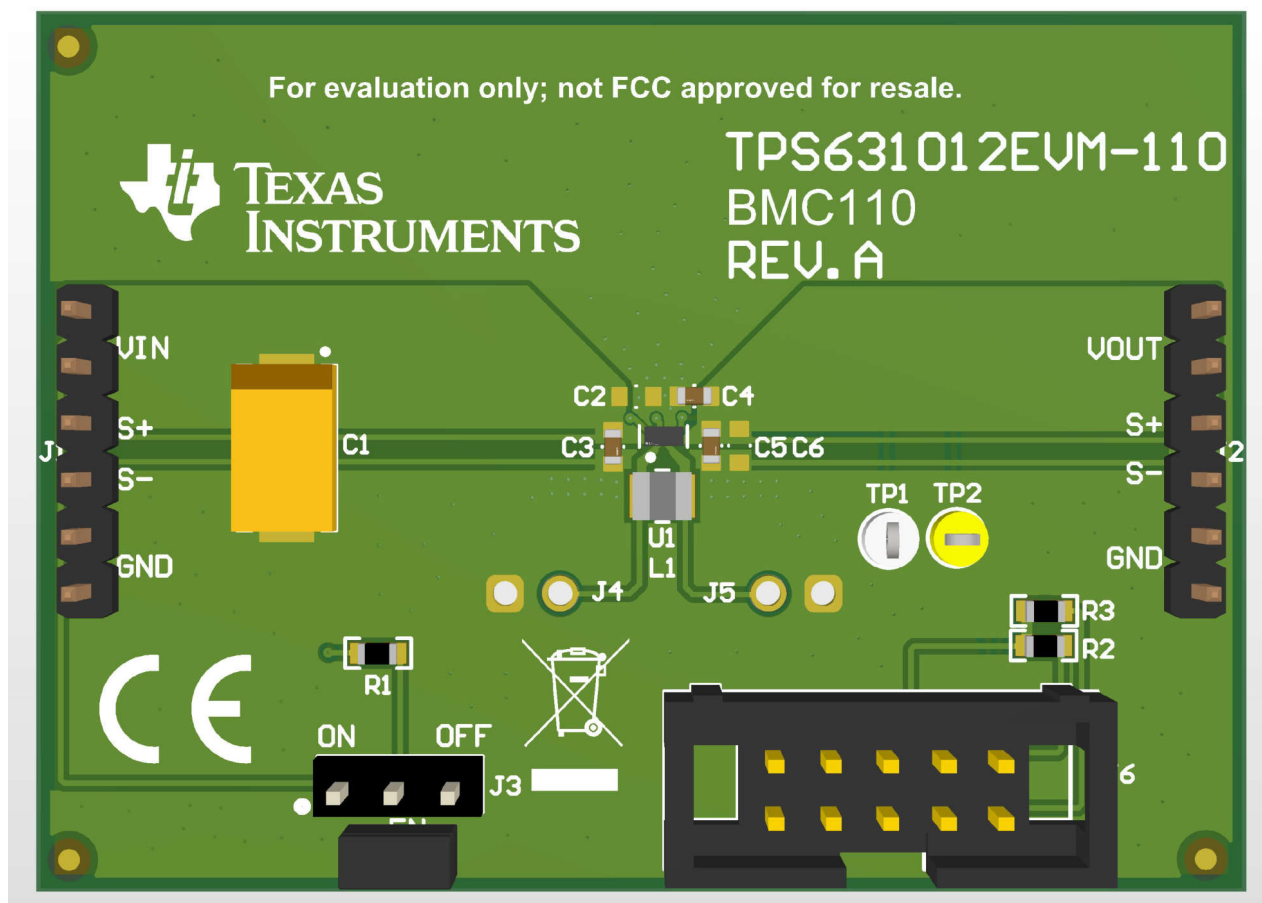 For evaluation only; not FCC approved for resale.
TPS631012EVM-110
BMC110
REV.A
TEXAS
INSTRUMENTS
VIN
VOUT
C2
C4
S+
S+
C1
C3
C5 C6
S-
S-
TP1
TP2
U1
L1
GND
GND
J4
J5
R3
R2
R1
CE
ON
OFF
J3